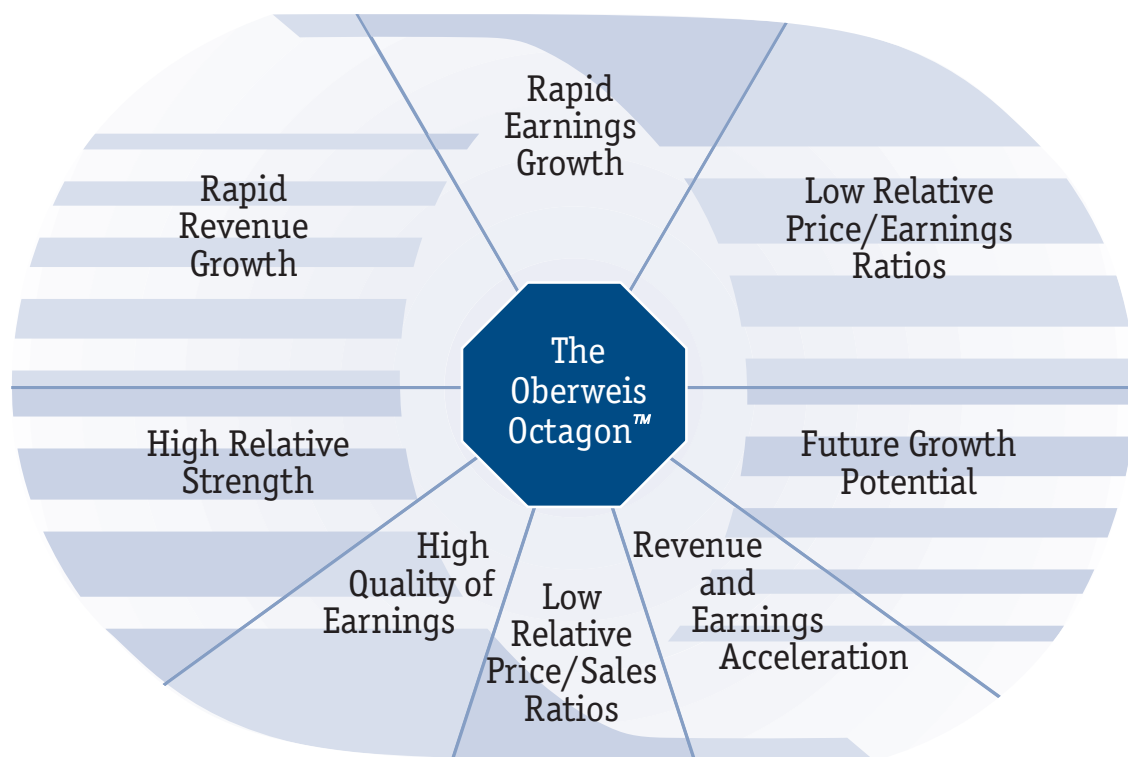 Rapid
Earnings
Growth
Low Relative
Price/Earnings
Ratios
Rapid
Revenue
Growth
The
Oberweis
Octagon™
High Relative
Strength
Future Growth
Potential
High
Quality of
Earnings
Low
Relative
Price/Sales
Ratios
Revenue
and
Earnings
Acceleration